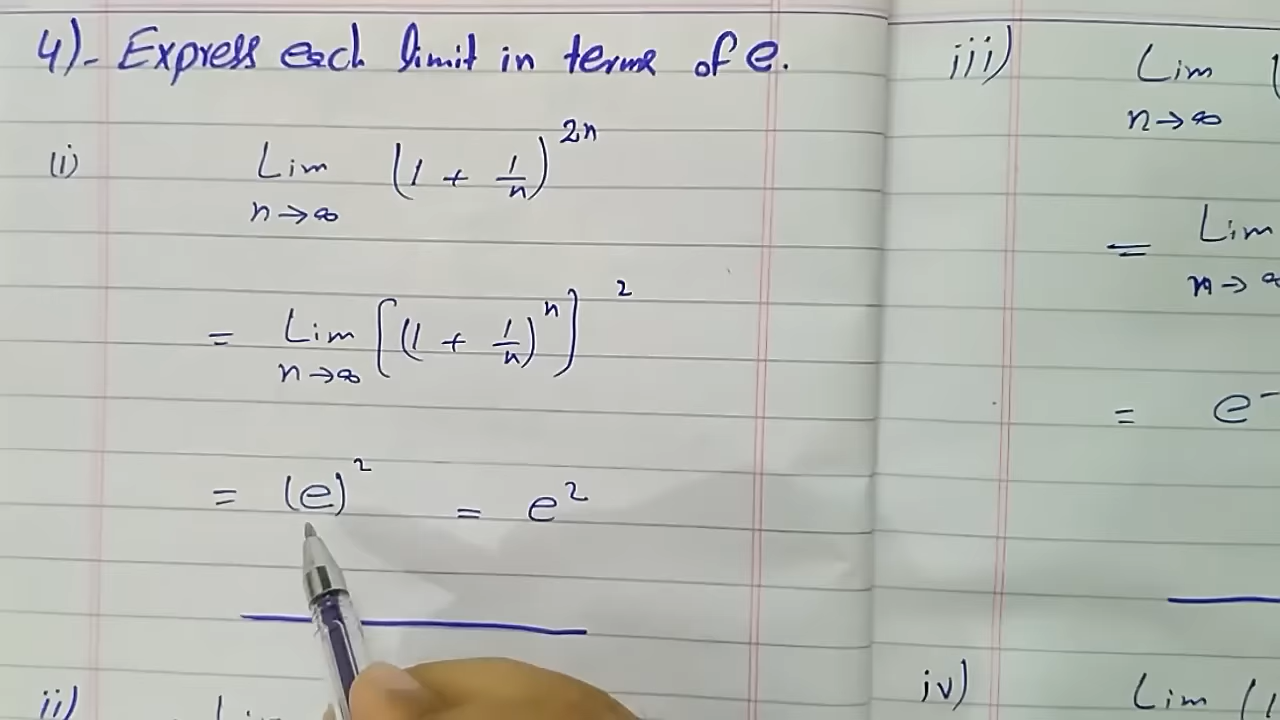 4)- Express each limit in terms of e.
(i) Lim n→∞ (1 + 1/n)^2n
= Lim n→∞ [(1 + 1/n)^n]^2
= (e)^2 = e^2
ii)
iii) Lim n→∞ (
= Lim n→∞
= e^-
iv) Lim (1